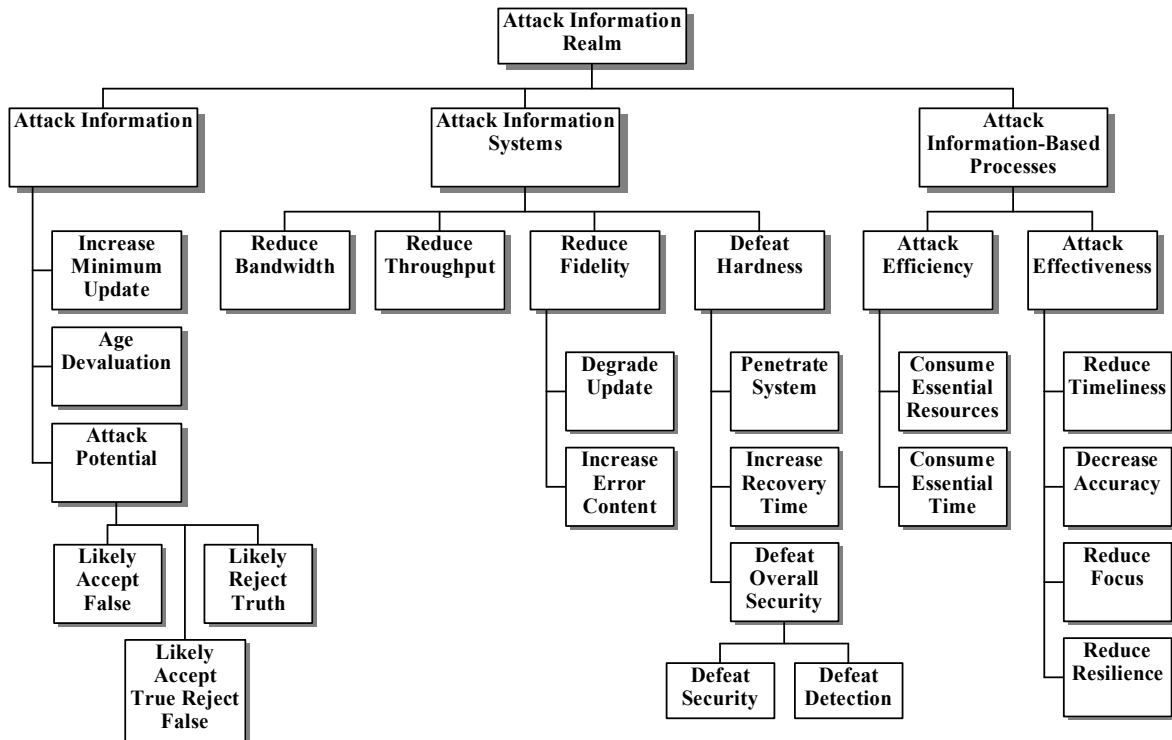 Attack Information
Realm
Attack Information
Attack Information
Systems
Attack
Information-Based
Processes
Increase
Minimum
Update
Reduce
Bandwidth
Reduce
Throughput
Reduce
Fidelity
Defeat
Hardness
Attack
Efficiency
Attack
Effectiveness
Age
Devaluation
Degrade
Update
Penetrate
System
Consume
Essential
Resources
Reduce
Timeliness
Attack
Potential
Increase
Error
Content
Increase
Recovery
Time
Consume
Essential
Time
Decrease
Accuracy
Likely
Accept
False
Likely
Reject
Truth
Defeat
Overall
Security
Reduce
Focus
Likely
Accept
True Reject
False
Defeat
Security
Defeat
Detection
Reduce
Resilience